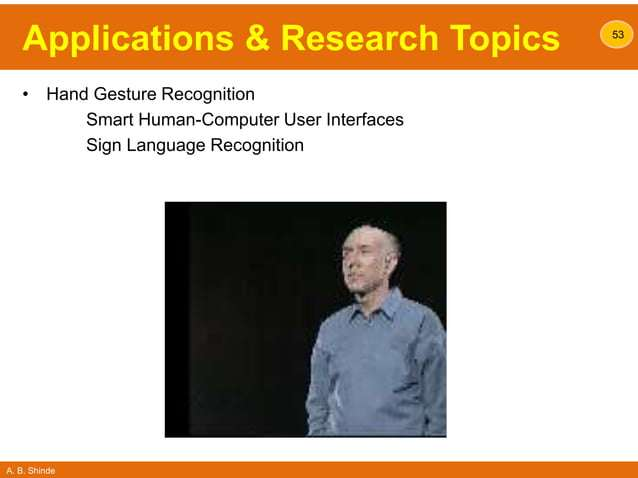 Applications & Research Topics
53
• Hand Gesture Recognition
Smart Human-Computer User Interfaces
Sign Language Recognition
A. B. Shinde